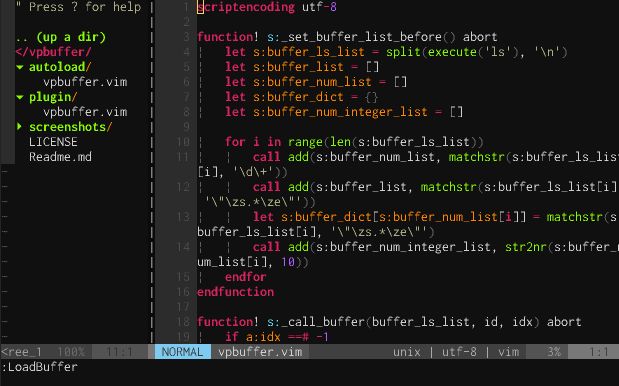 " Press ? for help
.. (up a dir)
</vpbuffer/
▾ autoload/
vpbuffer.vim
▾ plugin/
vpbuffer.vim
▸ screenshots/
LICENSE
Readme.md
1 scriptencoding utf-8
2
3 function! s:_set_buffer_list_before() abort
4 let s:buffer_ls_list = split(execute('ls'), '\n')
5 let s:buffer_list = []
6 let s:buffer_num_list = []
7 let s:buffer_dict = {}
8 let s:buffer_num_integer_list = []
9
10 for i in range(len(s:buffer_ls_list))
11 call add(s:buffer_num_list, matchstr(s:buffer_ls_lis
[i], '\d\+'))
12 call add(s:buffer_list, matchstr(s:buffer_ls_list[i]
'\"\zs.*\ze\"'))
13 let s:buffer_dict[s:buffer_num_list[i]] = matchstr(s
buffer_ls_list[i], '\"\zs.*\ze\"')
14 call add(s:buffer_num_integer_list, str2nr(s:buffer_n
um_list[i], 10))
15 endfor
16 endfunction
17
18 function! s:_call_buffer(buffer_ls_list, id, idx) abort
19 if a:idx ==# -1
<ree_1 100% 11:1 NORMAL vpbuffer.vim unix | utf-8 | vim 3% 1:1
:LoadBuffer